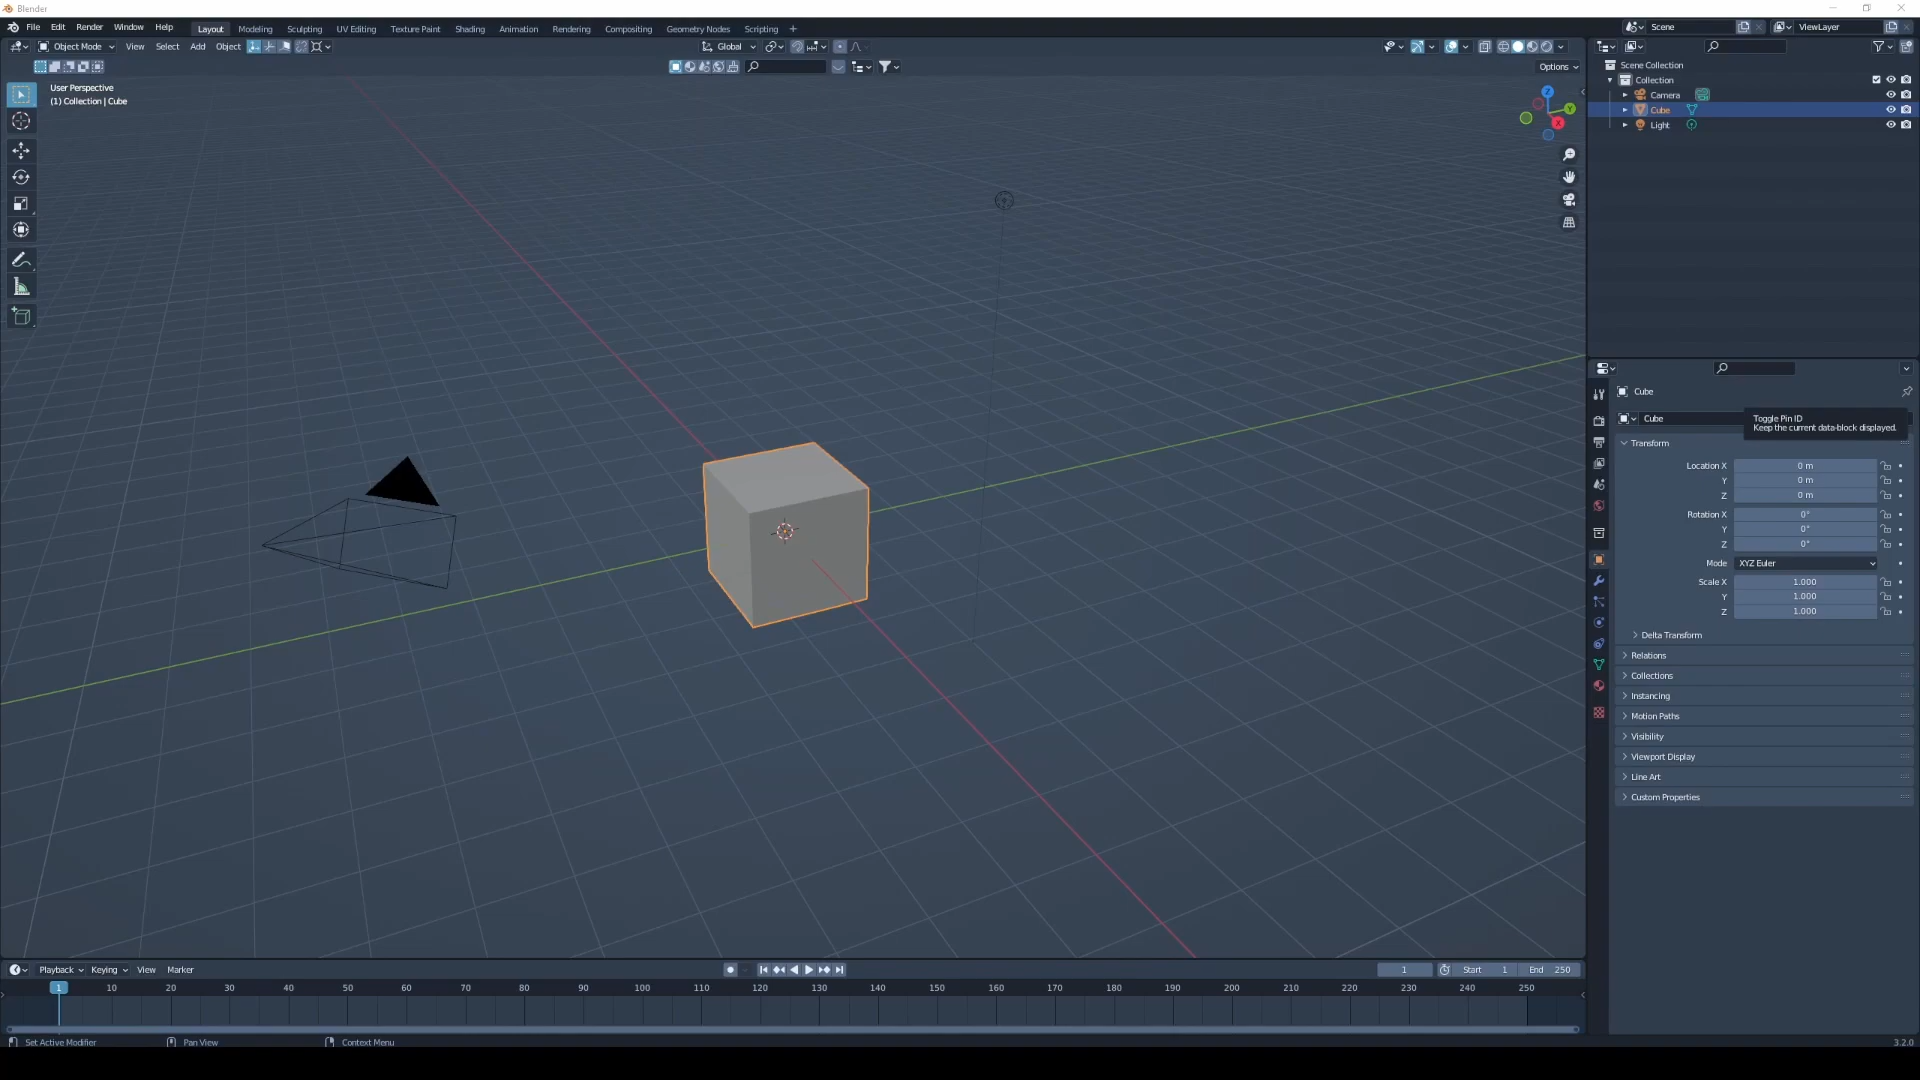 Blender
File Edit Render Window Help Layout Modeling Sculpting UV Editing Texture Paint Shading Animation Rendering Compositing Geometry Nodes Scripting + Scene ViewLayer
Object Mode View Select Add Object Global
Options
User Perspective
(1) Collection | Cube
Z
Y
X
Scene Collection
Collection
Camera
Cube
Light
Cube
Cube
Toggle Pin ID
Keep the current data-block displayed.
Transform
Location X 0 m
Y 0 m
Z 0 m
Rotation X 0°
Y 0°
Z 0°
Mode XYZ Euler
Scale X 1.000
Y 1.000
Z 1.000
Delta Transform
Relations
Collections
Instancing
Motion Paths
Visibility
Viewport Display
Line Art
Custom Properties
Playback Keying View Marker 1 Start 1 End 250
1 10 20 30 40 50 60 70 80 90 100 110 120 130 140 150 160 170 180 190 200 210 220 230 240 250
Set Active Modifier Pan View Context Menu 3.2.0